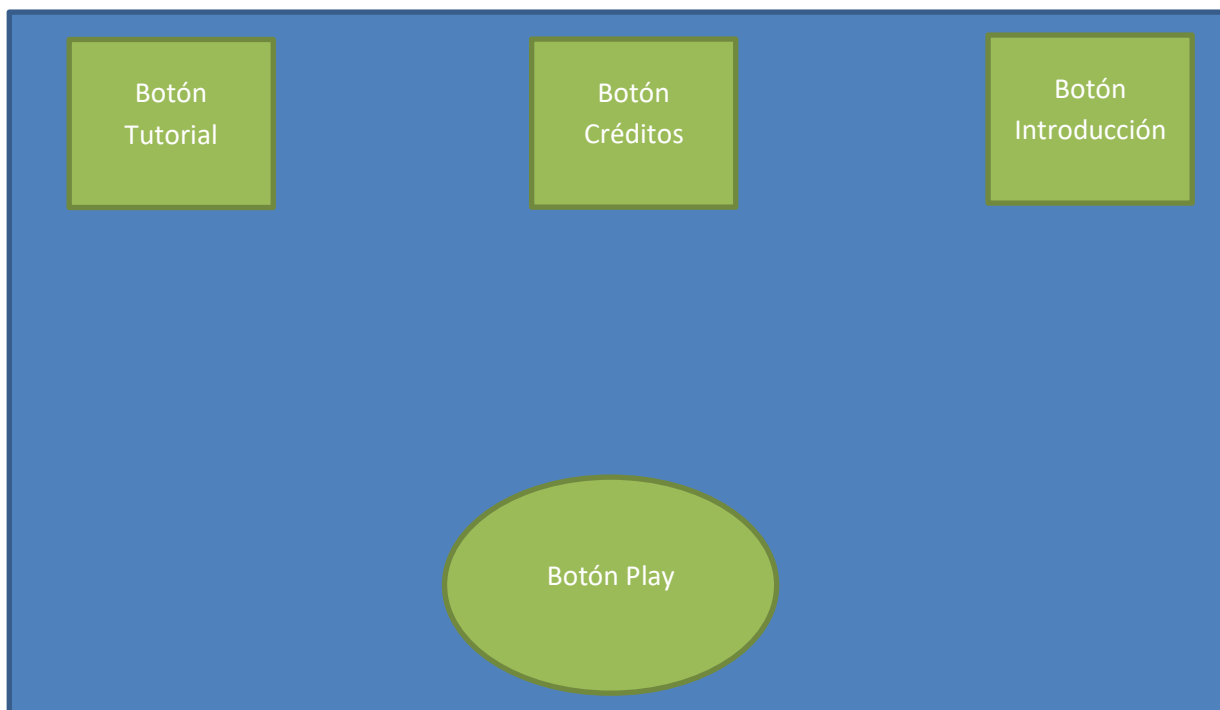 Botón
Tutorial
Botón
Créditos
Botón
Introducción
Botón Play